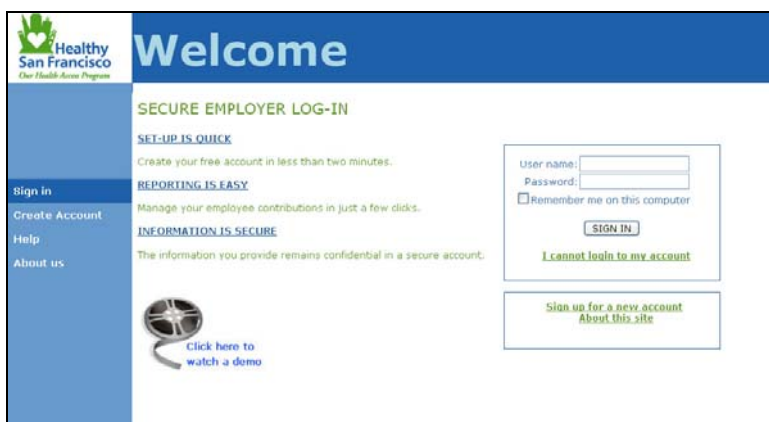 Healthy
San Francisco
Our Health Access Program
Welcome
Sign in
Create Account
Help
About us
SECURE EMPLOYER LOG-IN
SET-UP IS QUICK
Create your free account in less than two minutes.
REPORTING IS EASY
Manage your employee contributions in just a few clicks.
INFORMATION IS SECURE
The information you provide remains confidential in a secure account.
Click here to
watch a demo
User name:
Password:
Remember me on this computer
SIGN IN
I cannot login to my account
Sign up for a new account
About this site